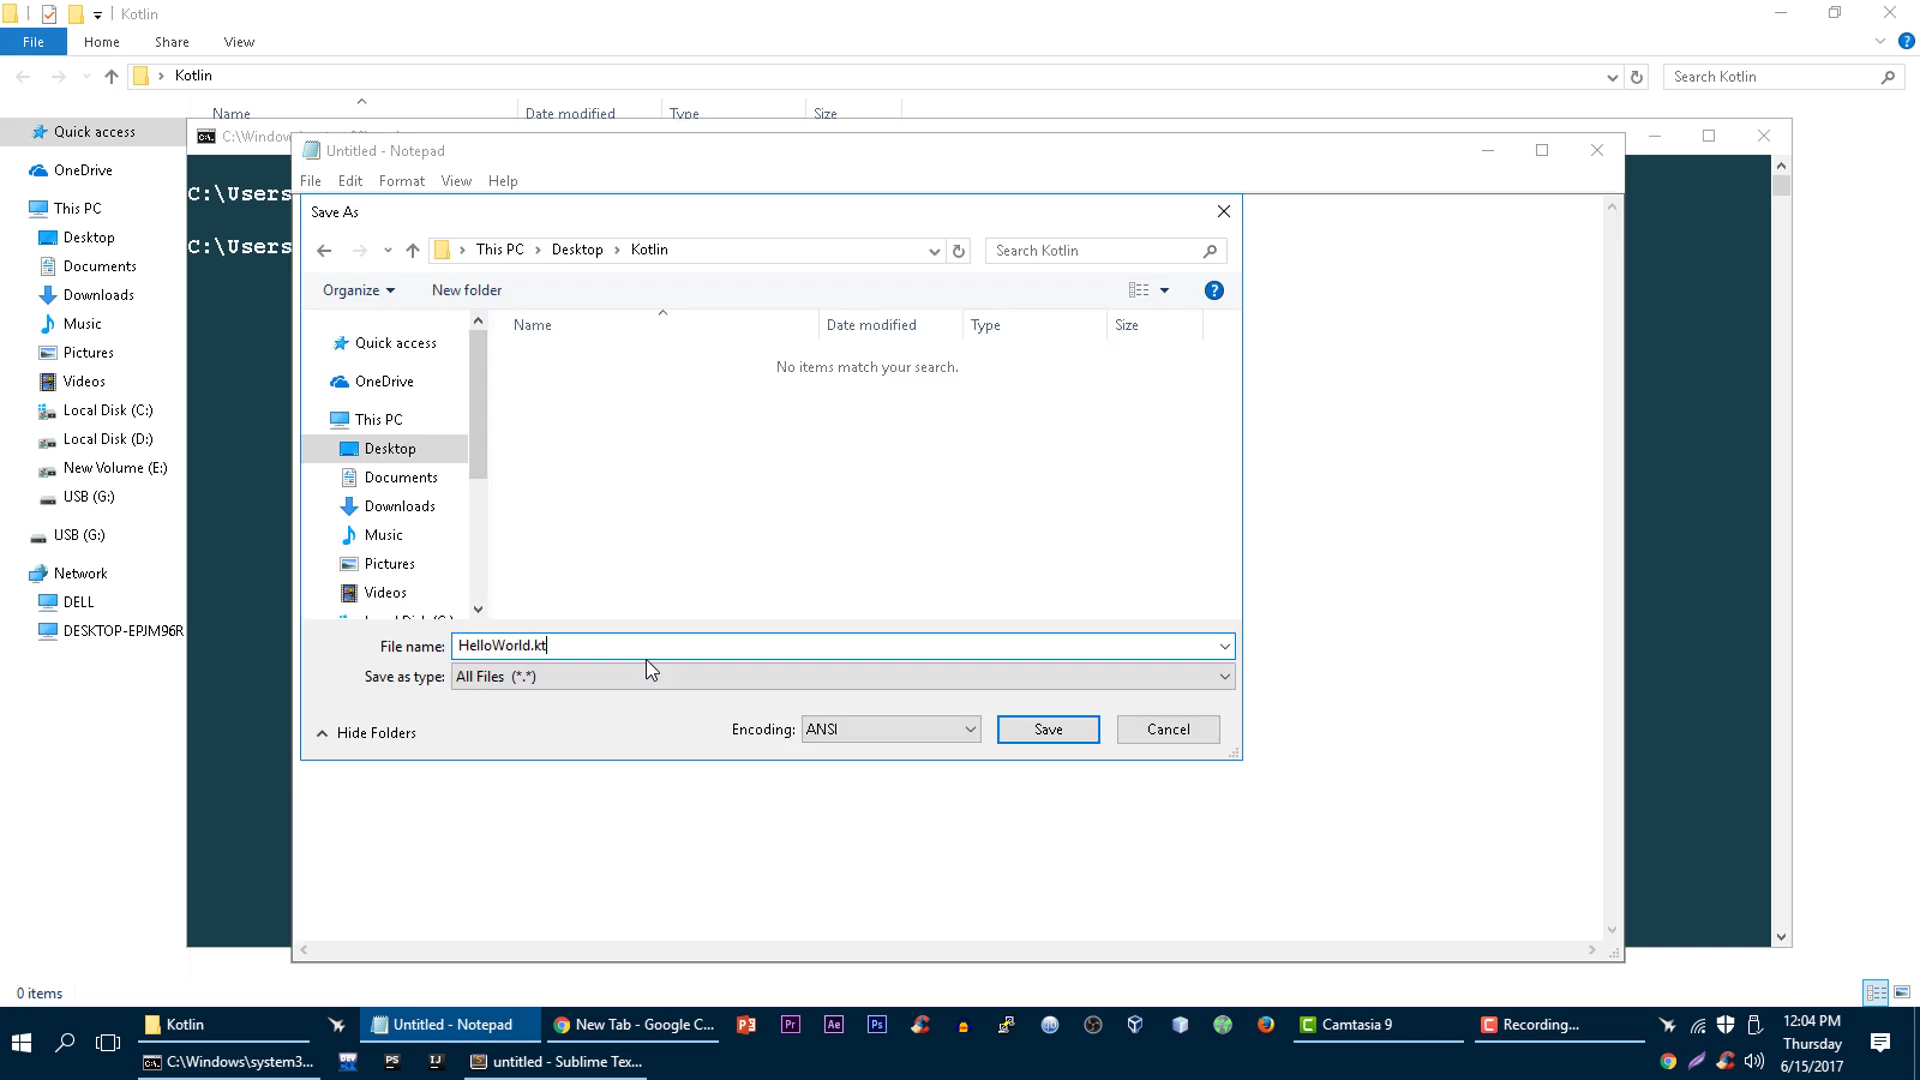 Kotlin
File Home Share View
Kotlin
Search Kotlin
Name Date modified Type Size
Quick access
OneDrive
This PC
Desktop
Documents
Downloads
Music
Pictures
Videos
Local Disk (C:)
Local Disk (D:)
New Volume (E:)
USB (G:)
USB (G:)
Network
DELL
DESKTOP-EPJM96R
0 items
C:\Windo
C:\Users
C:\Users
Untitled - Notepad
File Edit Format View Help
Save As
This PC > Desktop > Kotlin
Search Kotlin
Organize New folder
Name Date modified Type Size
No items match your search.
Quick access
OneDrive
This PC
Desktop
Documents
Downloads
Music
Pictures
Videos
File name: HelloWorld.kt
Save as type: All Files (*.*)
Hide Folders
Encoding: ANSI Save Cancel
Kotlin Untitled - Notepad New Tab - Google C... Pr Ae Ps Camtasia 9 Recording...
C:\Windows\system3... PS IJ untitled - Sublime Tex...
12:04 PM
Thursday
6/15/2017